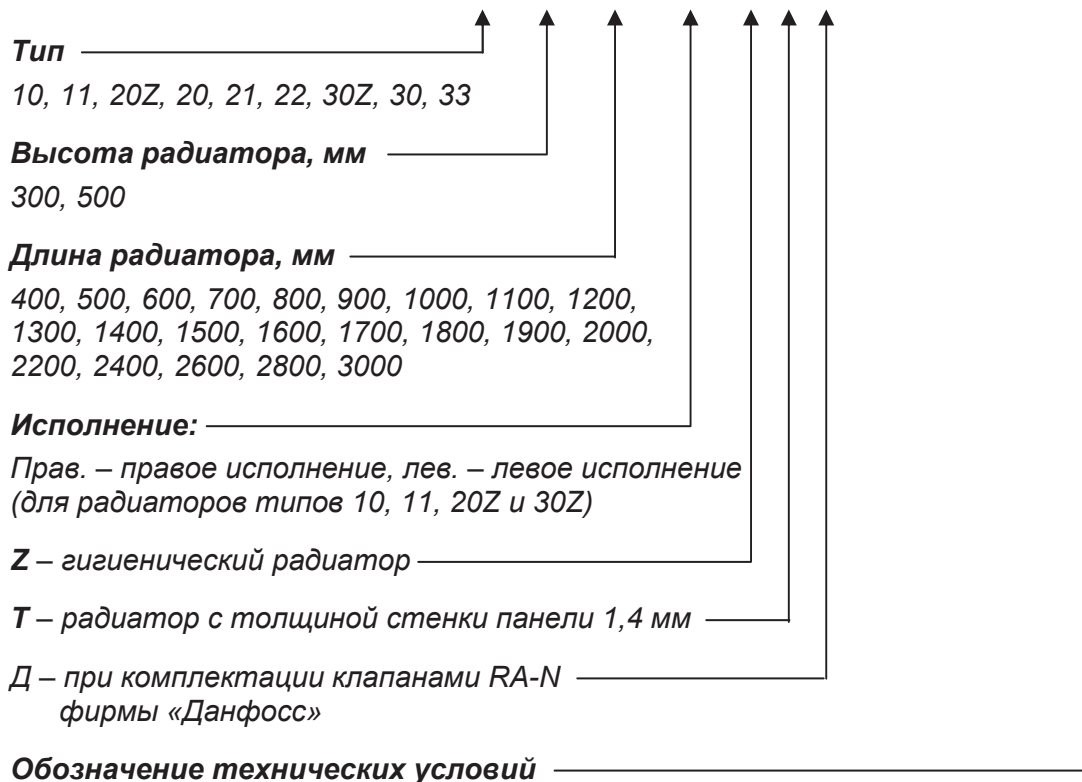 Тип
10, 11, 20Z, 20, 21, 22, 30Z, 30, 33
Высота радиатора, мм
300, 500
Длина радиатора, мм
400, 500, 600, 700, 800, 900, 1000, 1100, 1200,
1300, 1400, 1500, 1600, 1700, 1800, 1900, 2000,
2200, 2400, 2600, 2800, 3000
Исполнение:
Прав. – правое исполнение, лев. – левое исполнение
(для радиаторов типов 10, 11, 20Z и 30Z)
Z – гигиенический радиатор
Т – радиатор с толщиной стенки панели 1,4 мм
Д – при комплектации клапанами RA-N
фирмы «Данфосс»
Обозначение технических условий